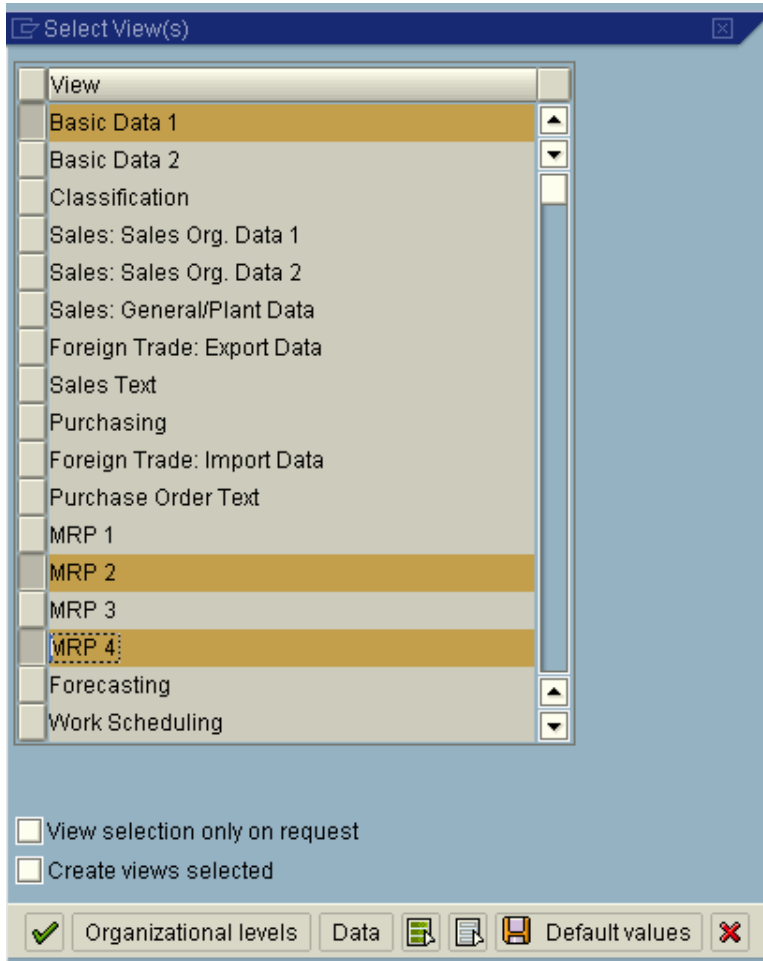 Select View(s)
View
Basic Data 1
Basic Data 2
Classification
Sales: Sales Org. Data 1
Sales: Sales Org. Data 2
Sales: General/Plant Data
Foreign Trade: Export Data
Sales Text
Purchasing
Foreign Trade: Import Data
Purchase Order Text
MRP 1
MRP 2
MRP 3
MRP 4
Forecasting
Work Scheduling
View selection only on request
Create views selected
Organizational levels Data Default values